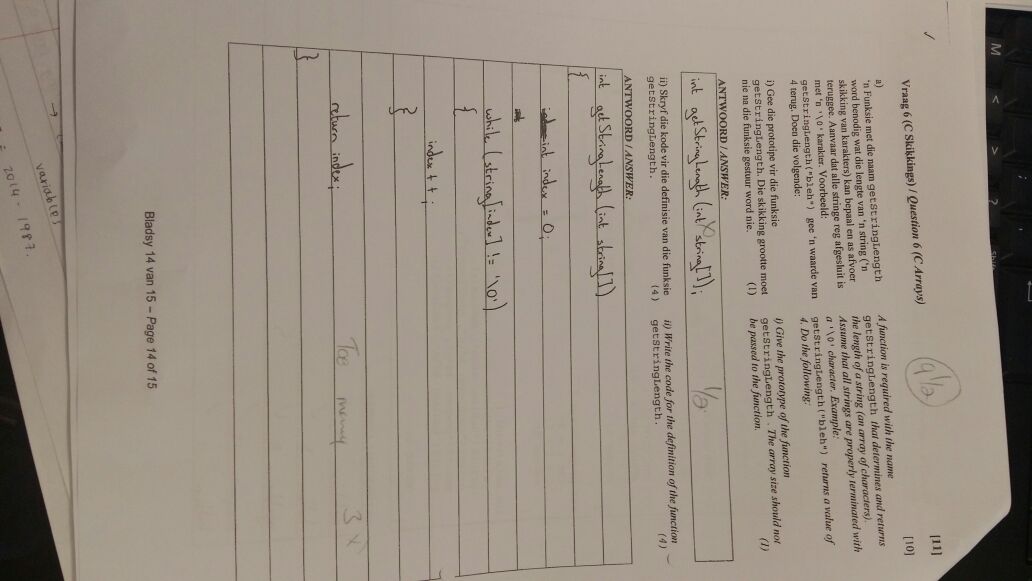 M < > ?
9 1/2
[11]
Vraag 6 (C Skikkings) / Question 6 (C Arrays)
[10]
a)
'n Funksie met die naam getStringLength
word benodig wat die lengte van 'n string ('n
skikking van karakters) kan bepaal en as afvoer
teruggee. Aanvaar dat alle stringe reg afgesluit is
met 'n '\0' karakter. Voorbeeld:
getStringLength("bleh") gee 'n waarde van
4 terug. Doen die volgende:
i) Gee die prototipe vir die funksie
getStringLength. Die skikking grootte moet
nie na die funksie gestuur word nie. (1)
A function is required with the name
getStringLength that determines and returns
the length of a string (an array of characters).
Assume that all strings are properly terminated with
a '\0' character. Example:
getStringLength("bleh") returns a value of
4. Do the following:
i) Give the prototype of the function
getStringLength . The array size should not
be passed to the function. (1)
ANTWOORD / ANSWER:
int getStringLength (int string[]);
1/2
ii) Skryf die kode vir die definisie van die funksie
getStringLength. (4)
ii) Write the code for the definition of the function
getStringLength. (4)
ANTWOORD / ANSWER:
int getStringLength (int string[])
{
int index = 0;
while (string[index] != '\0')
{
index++;
}
return index;
3
}
Bladsy 14 van 15 – Page 14 of 15
variables
= 2014 - 1987.